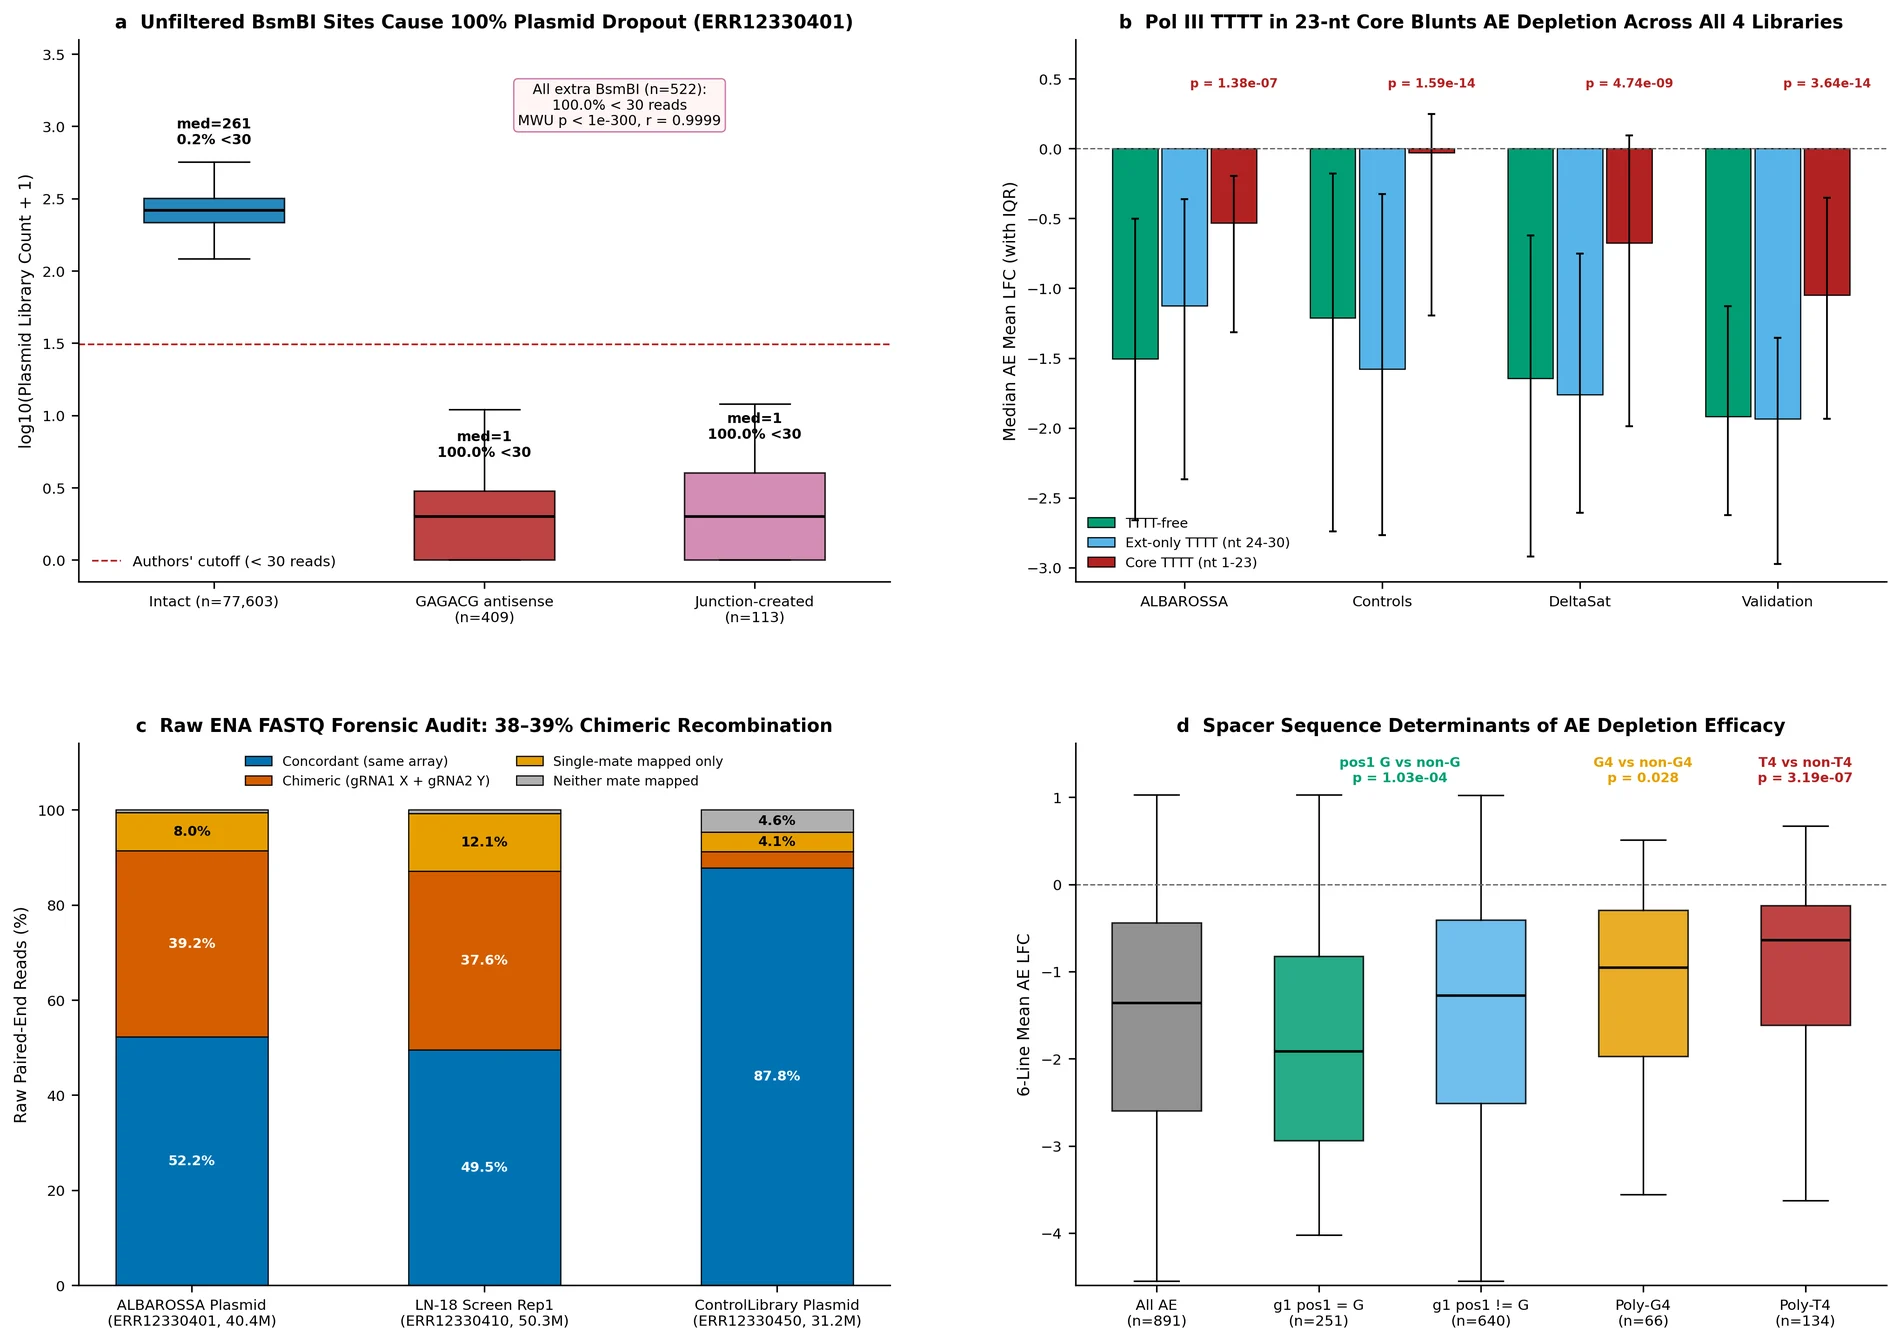 a  Unfiltered BsmBI Sites Cause 100% Plasmid Dropout (ERR12330401)
log10(Plasmid Library Count + 1)
3.5
3.0
2.5
2.0
1.5
1.0
0.5
0.0
med=261
0.2% <30
All extra BsmBI (n=522):
100.0% < 30 reads
MWU p < 1e-300, r = 0.9999
med=1
100.0% <30
med=1
100.0% <30
Authors' cutoff (< 30 reads)
Intact (n=77,603)
GAGACG antisense
(n=409)
Junction-created
(n=113)
b  Pol III TTTT in 23-nt Core Blunts AE Depletion Across All 4 Libraries
Median AE Mean LFC (with IQR)
0.5
0.0
−0.5
−1.0
−1.5
−2.0
−2.5
−3.0
p = 1.38e-07
p = 1.59e-14
p = 4.74e-09
p = 3.64e-14
TTTT-free
Ext-only TTTT (nt 24-30)
Core TTTT (nt 1-23)
ALBAROSSA
Controls
DeltaSat
Validation
c  Raw ENA FASTQ Forensic Audit: 38–39% Chimeric Recombination
Concordant (same array)
Chimeric (gRNA1 X + gRNA2 Y)
Single-mate mapped only
Neither mate mapped
Raw Paired-End Reads (%)
100
80
60
40
20
0
8.0%
39.2%
52.2%
12.1%
37.6%
49.5%
4.6%
4.1%
87.8%
ALBAROSSA Plasmid
(ERR12330401, 40.4M)
LN-18 Screen Rep1
(ERR12330410, 50.3M)
ControlLibrary Plasmid
(ERR12330450, 31.2M)
d  Spacer Sequence Determinants of AE Depletion Efficacy
6-Line Mean AE LFC
1
0
−1
−2
−3
−4
pos1 G vs non-G
p = 1.03e-04
G4 vs non-G4
p = 0.028
T4 vs non-T4
p = 3.19e-07
All AE
(n=891)
g1 pos1 = G
(n=251)
g1 pos1 != G
(n=640)
Poly-G4
(n=66)
Poly-T4
(n=134)